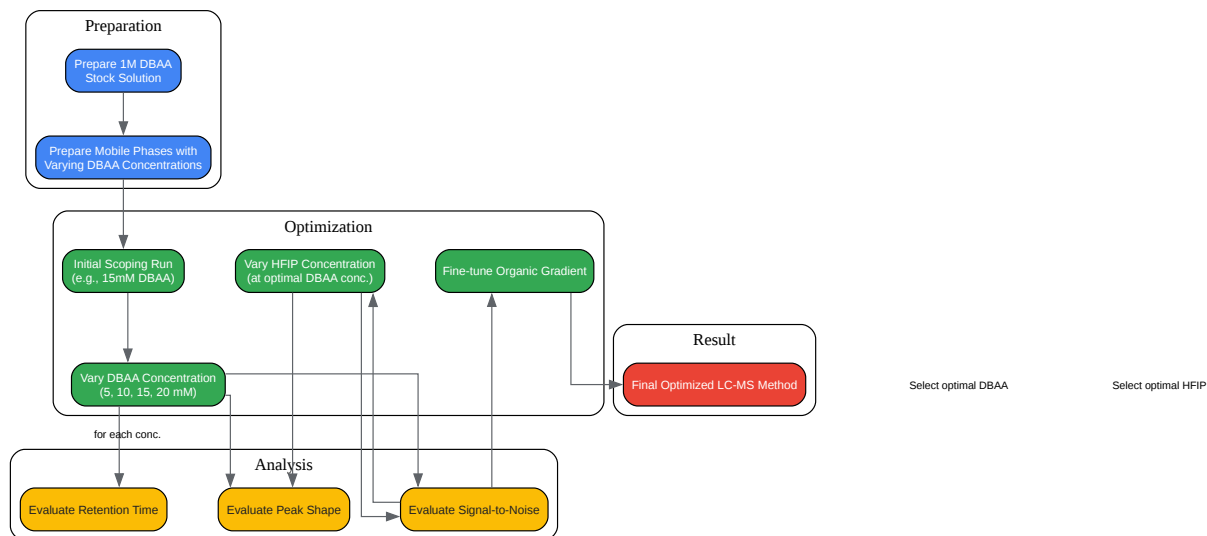 Preparation
Prepare 1M DBAA
Stock Solution
Prepare Mobile Phases with
Varying DBAA Concentrations
Optimization
Initial Scoping Run
(e.g., 15mM DBAA)
Vary HFIP Concentration
(at optimal DBAA conc.)
Fine-tune Organic Gradient
Result
Vary DBAA Concentration
(5, 10, 15, 20 mM)
Final Optimized LC-MS Method
Select optimal DBAA
Select optimal HFIP
for each conc.
Analysis
Evaluate Retention Time
Evaluate Peak Shape
Evaluate Signal-to-Noise